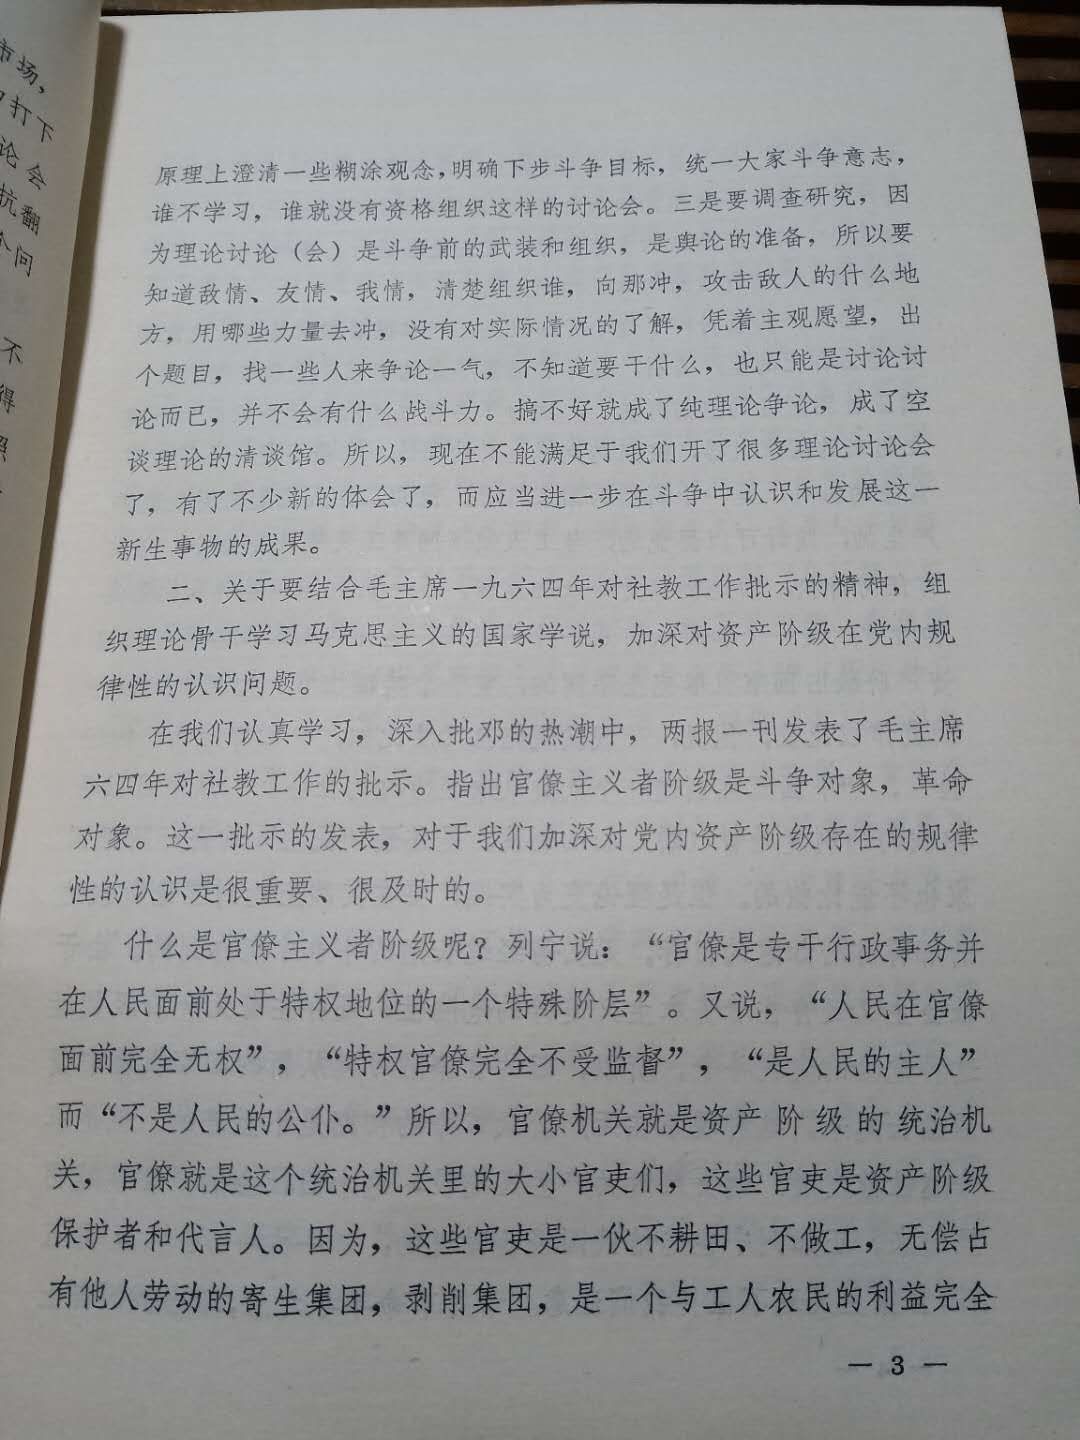 市场，
打下
论会
抗翻
个问
不
得
照
原理上澄清一些糊涂观念，明确下步斗争目标，统一大家斗争意志，
谁不学习，谁就没有资格组织这样的讨论会。三是要调查研究，因
为理论讨论（会）是斗争前的武装和组织，是舆论的准备，所以要
知道敌情、友情、我情，清楚组织谁，向那冲，攻击敌人的什么地
方，用哪些力量去冲，没有对实际情况的了解，凭着主观愿望，出
个题目，找一些人来争论一气，不知道要干什么，也只能是讨论讨
论而已，并不会有什么战斗力。搞不好就成了纯理论争论，成了空
谈理论的清谈馆。所以，现在不能满足于我们开了很多理论讨论会
了，有了不少新的体会了，而应当进一步在斗争中认识和发展这一
新生事物的成果。
二、关于要结合毛主席一九六四年对社教工作批示的精神，组
织理论骨干学习马克思主义的国家学说，加深对资产阶级在党内规
律性的认识问题。
在我们认真学习，深入批邓的热潮中，两报一刊发表了毛主席
六四年对社教工作的批示。指出官僚主义者阶级是斗争对象，革命
对象。这一批示的发表，对于我们加深对党内资产阶级存在的规律
性的认识是很重要、很及时的。
什么是官僚主义者阶级呢？列宁说：“官僚是专干行政事务并
在人民面前处于特权地位的一个特殊阶层”。又说，“人民在官僚
面前完全无权”，“特权官僚完全不受监督”，“是人民的主人”
而“不是人民的公仆。”所以，官僚机关就是资产阶级的统治机
关，官僚就是这个统治机关里的大小官吏们，这些官吏是资产阶级
保护者和代言人。因为，这些官吏是一伙不耕田、不做工，无偿占
有他人劳动的寄生集团，剥削集团，是一个与工人农民的利益完全
— 3 —